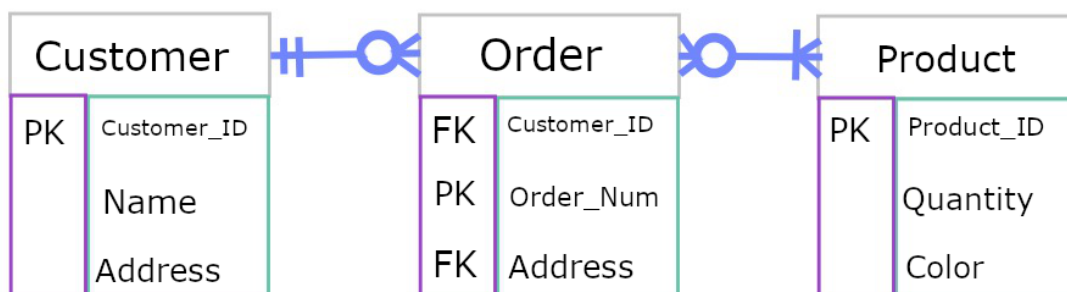 Customer
PK Customer_ID
Name
Address
Order
FK Customer_ID
PK Order_Num
FK Address
Product
PK Product_ID
Quantity
Color